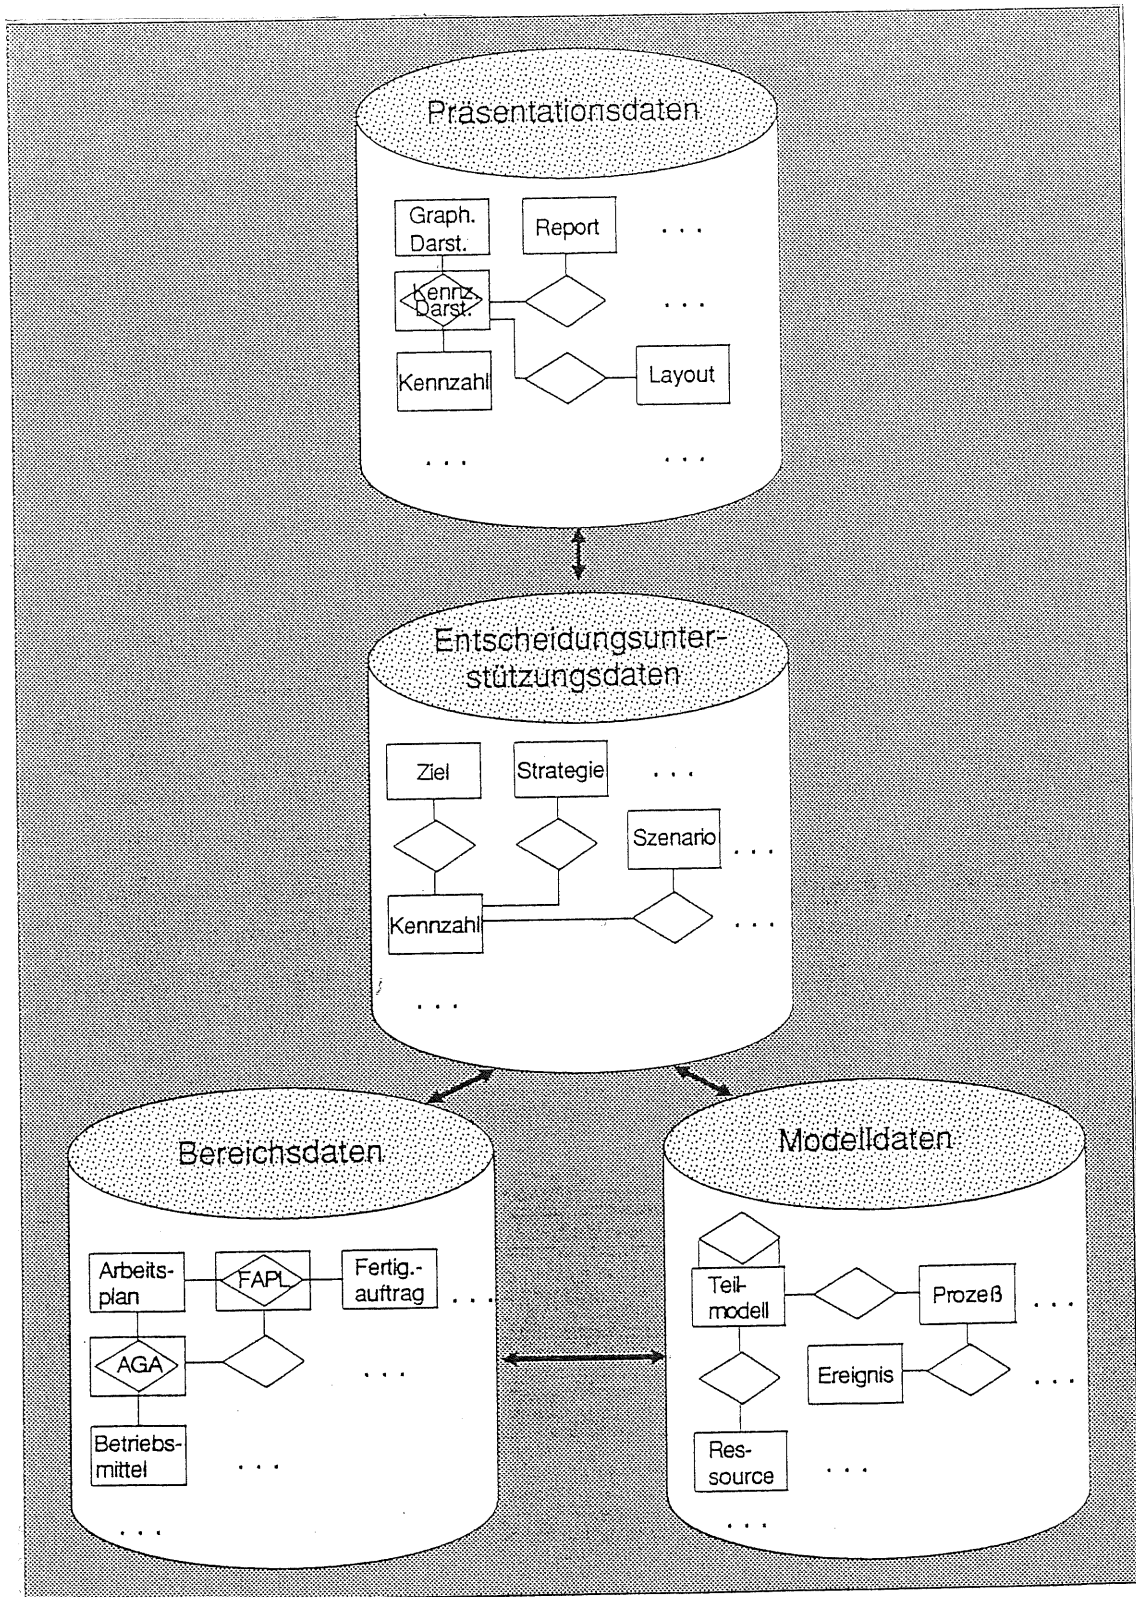 Präsentationsdaten
Graph.
Darst.
Report
. . .
Kennz.
Darst.
. . .
Kennzahl
Layout
. . .
. . .
Entscheidungsunter-
stützungsdaten
Ziel
Strategie
. . .
Szenario
. . .
Kennzahl
. . .
. . .
Bereichsdaten
Arbeits-
plan
FAPL
Fertig.-
auftrag
. . .
AGA
. . .
Betriebs-
mittel
. . .
. . .
Modelldaten
Teil-
modell
Prozeß
. . .
Ereignis
. . .
Res-
source
. . .
. . .